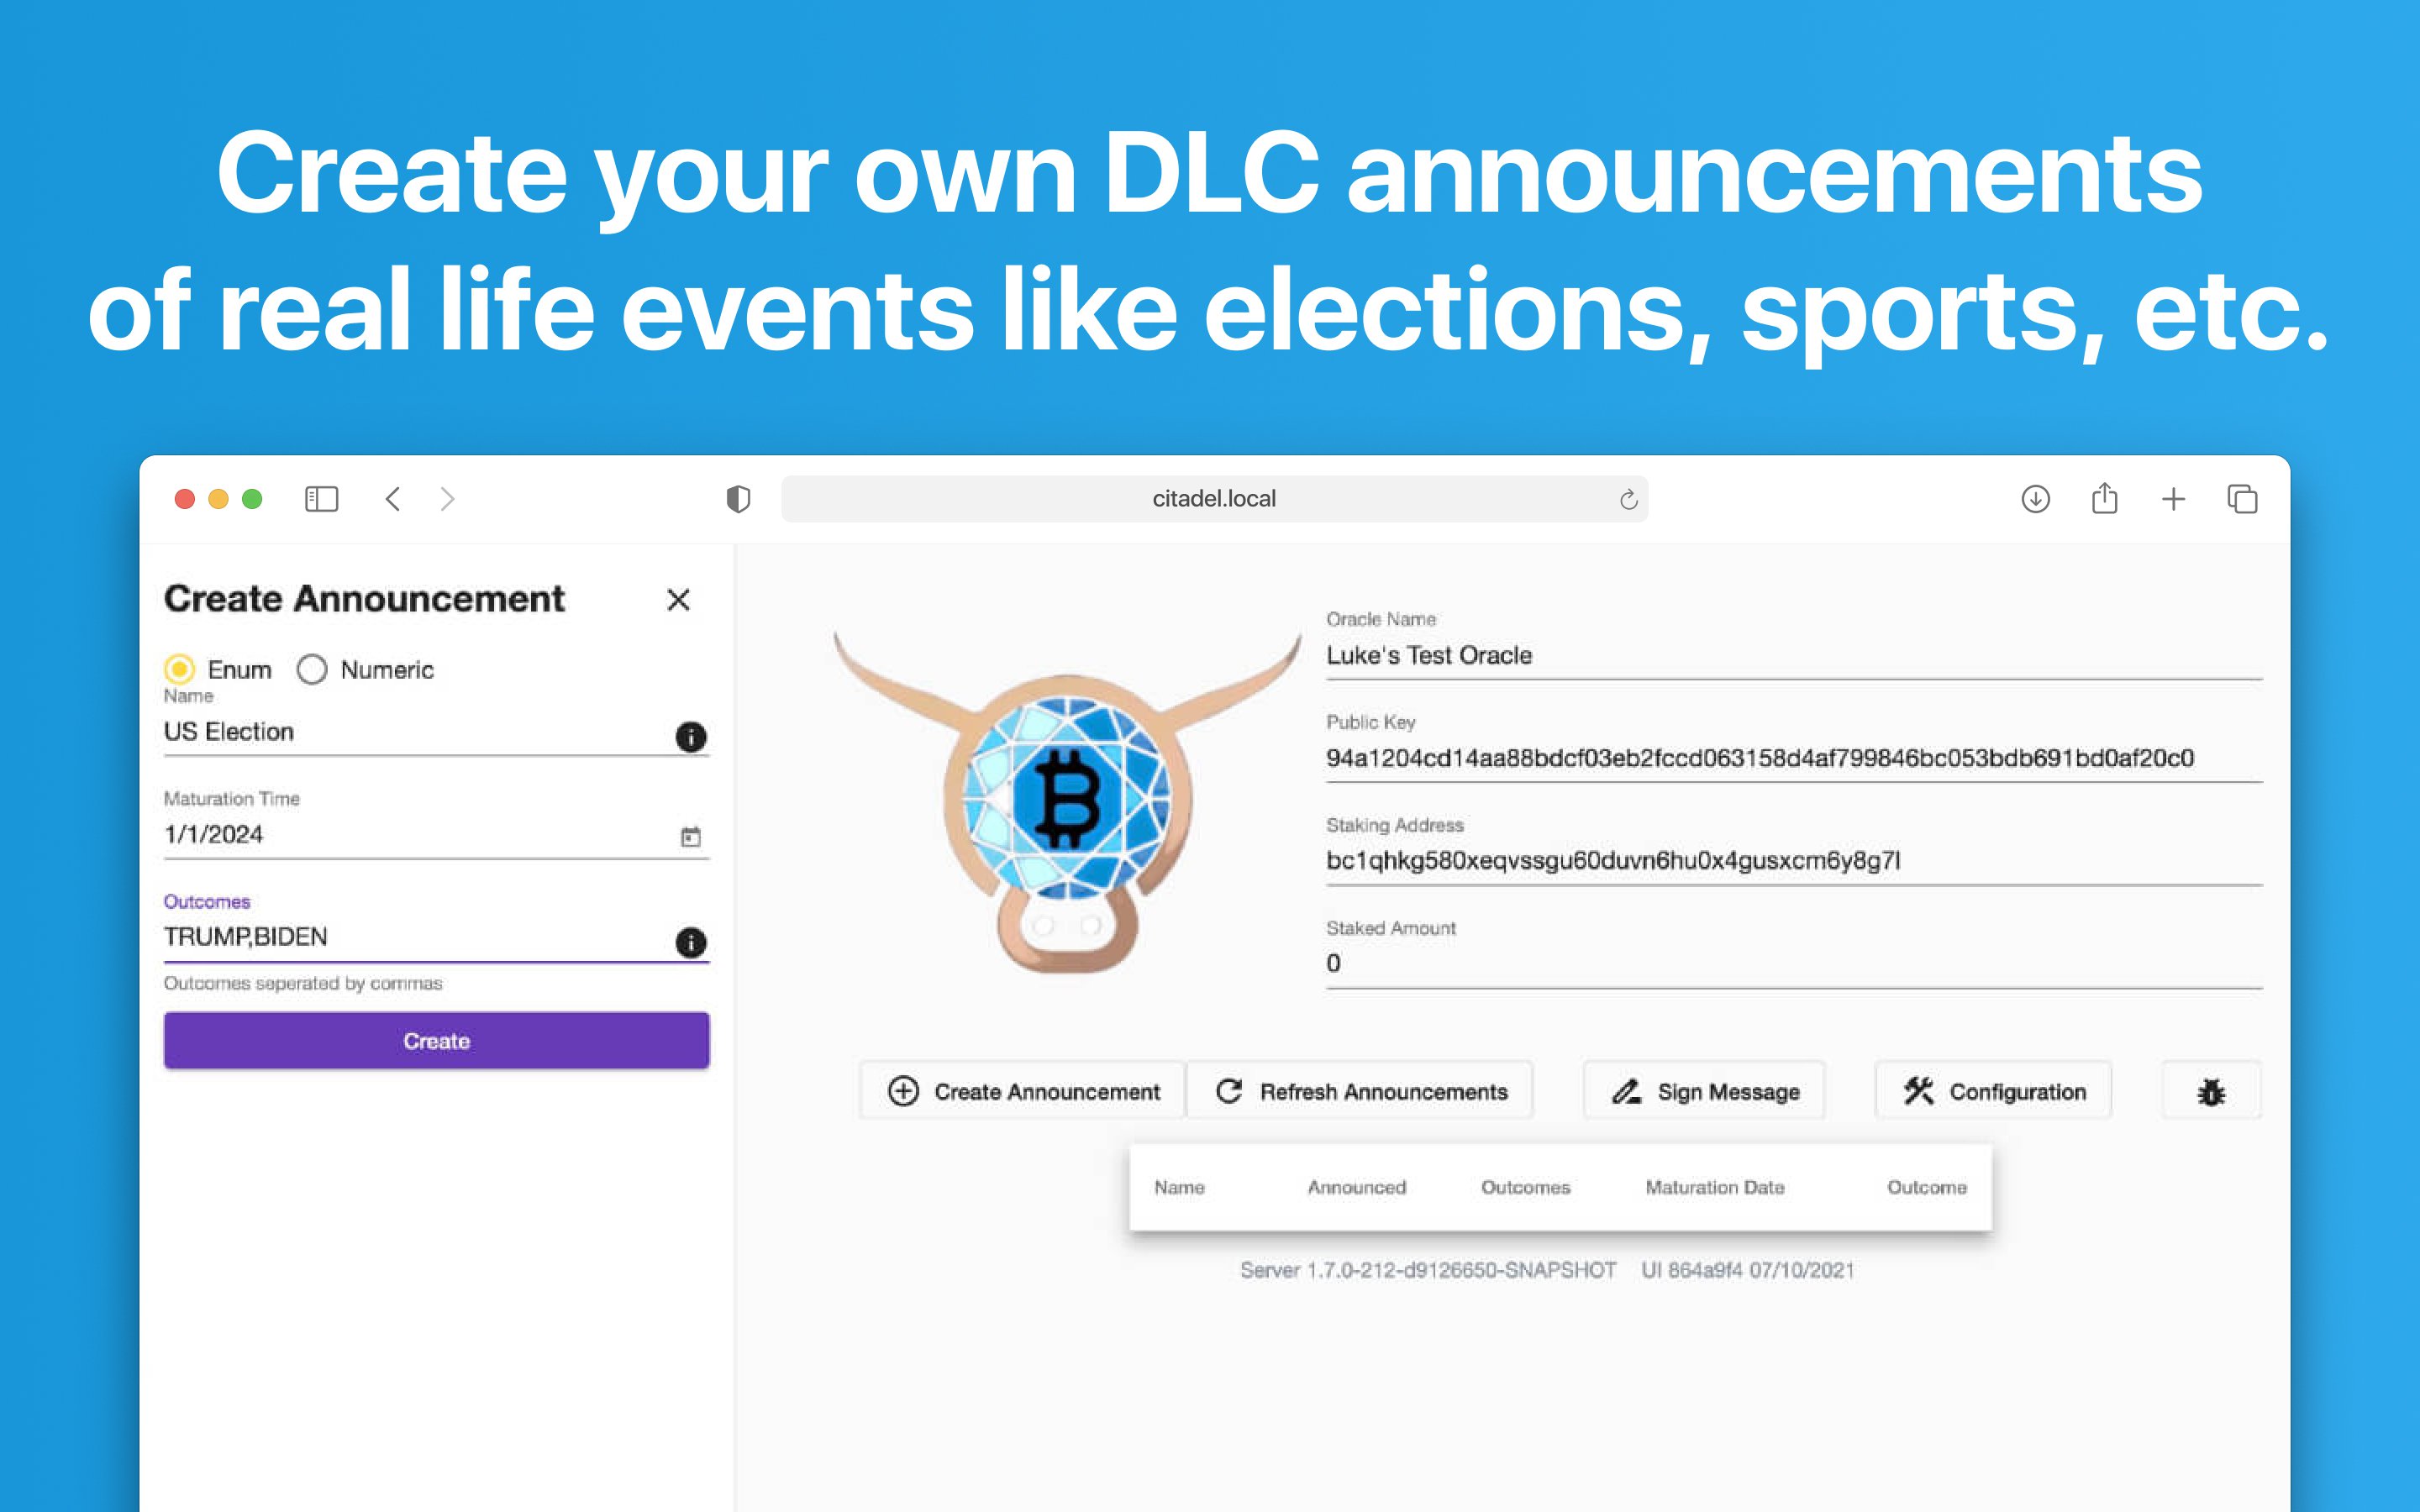 Create your own DLC announcements
of real life events like elections, sports, etc.
citadel.local
Create Announcement
Enum Numeric
Name
US Election
Maturation Time
1/1/2024
Outcomes
TRUMP,BIDEN
Outcomes seperated by commas
Create
Oracle Name
Luke's Test Oracle
Public Key
94a1204cd14aa88bdcf03eb2fccd063158d4af799846bc053bdb691bd0af20c0
Staking Address
bc1qhkg580xeqvssgu60duvn6hu0x4gusxcm6y8g7l
Staked Amount
0
Create Announcement Refresh Announcements Sign Message Configuration
Name Announced Outcomes Maturation Date Outcome
Server 1.7.0-212-d9126650-SNAPSHOT UI 864a9f4 07/10/2021